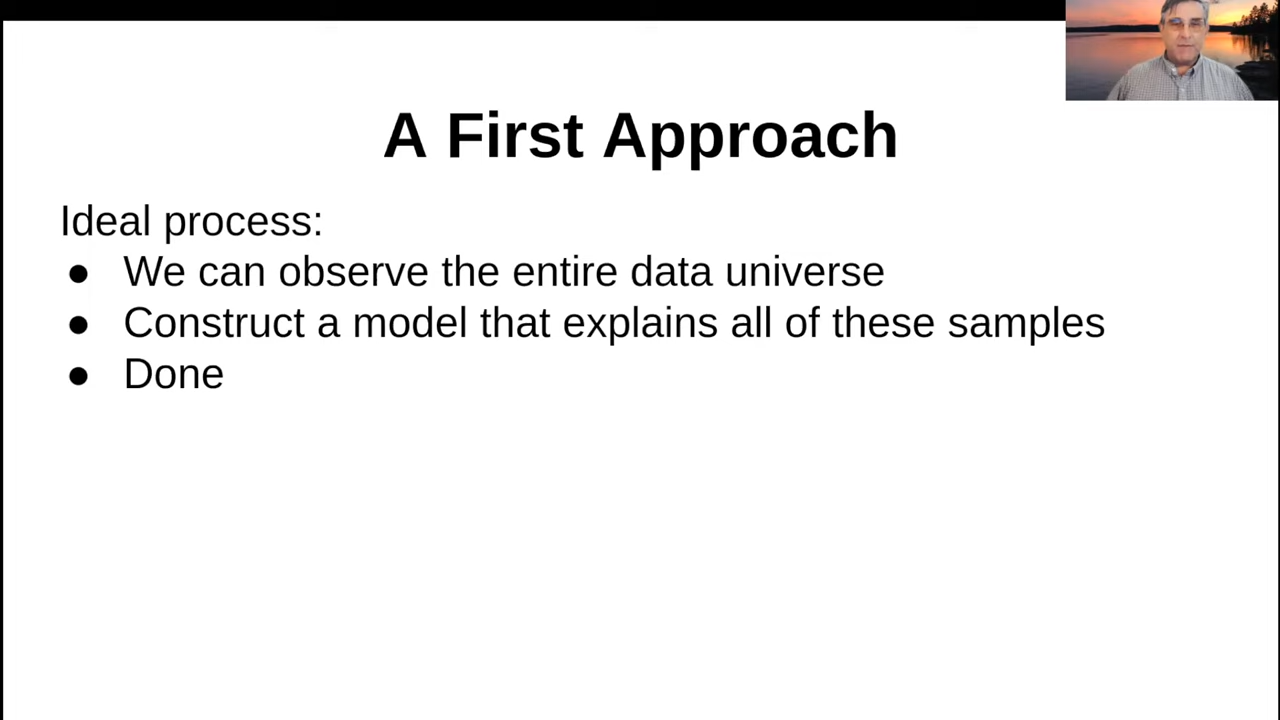 A First Approach
Ideal process:
● We can observe the entire data universe
● Construct a model that explains all of these samples
● Done